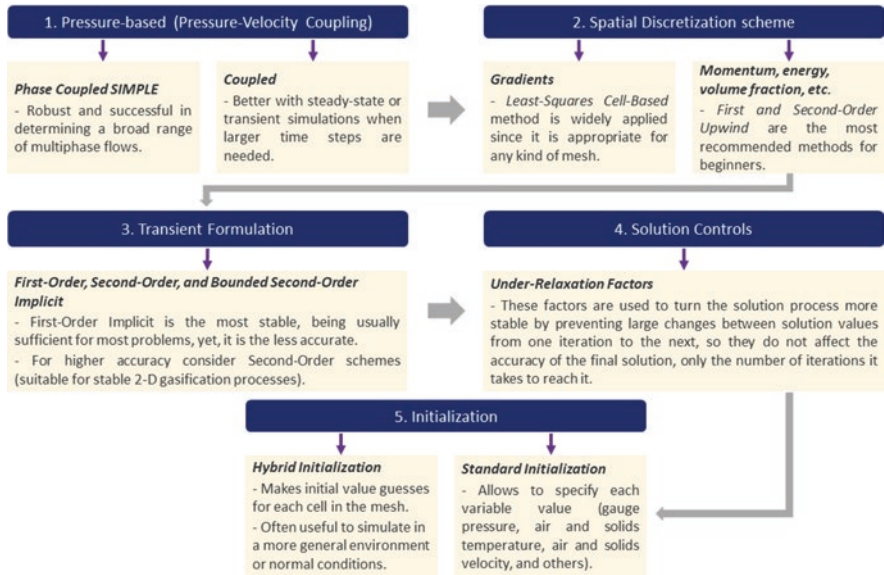 1. Pressure-based (Pressure-Velocity Coupling)
Phase Coupled SIMPLE
- Robust and successful in
determining a broad range
of multiphase flows.
Coupled
- Better with steady-state or
transient simulations when
larger time steps are
needed.
2. Spatial Discretization scheme
Gradients
- Least-Squares Cell-Based
method is widely applied
since it is appropriate for
any kind of mesh.
Momentum, energy,
volume fraction, etc.
- First and Second-Order
Upwind are the most
recommended methods for
beginners.
3. Transient Formulation
First-Order, Second-Order, and Bounded Second-Order
Implicit
- First-Order Implicit is the most stable, being usually
sufficient for most problems, yet, it is the less accurate.
- For higher accuracy consider Second-Order schemes
(suitable for stable 2-D gasification processes).
4. Solution Controls
Under-Relaxation Factors
- These factors are used to turn the solution process more
stable by preventing large changes between solution values
from one iteration to the next, so they do not affect the
accuracy of the final solution, only the number of iterations it
takes to reach it.
5. Initialization
Hybrid Initialization
- Makes initial value guesses
for each cell in the mesh.
- Often useful to simulate in
a more general environment
or normal conditions.
Standard Initialization
- Allows to specify each
variable value (gauge
pressure, air and solids
temperature, air and solids
velocity, and others).